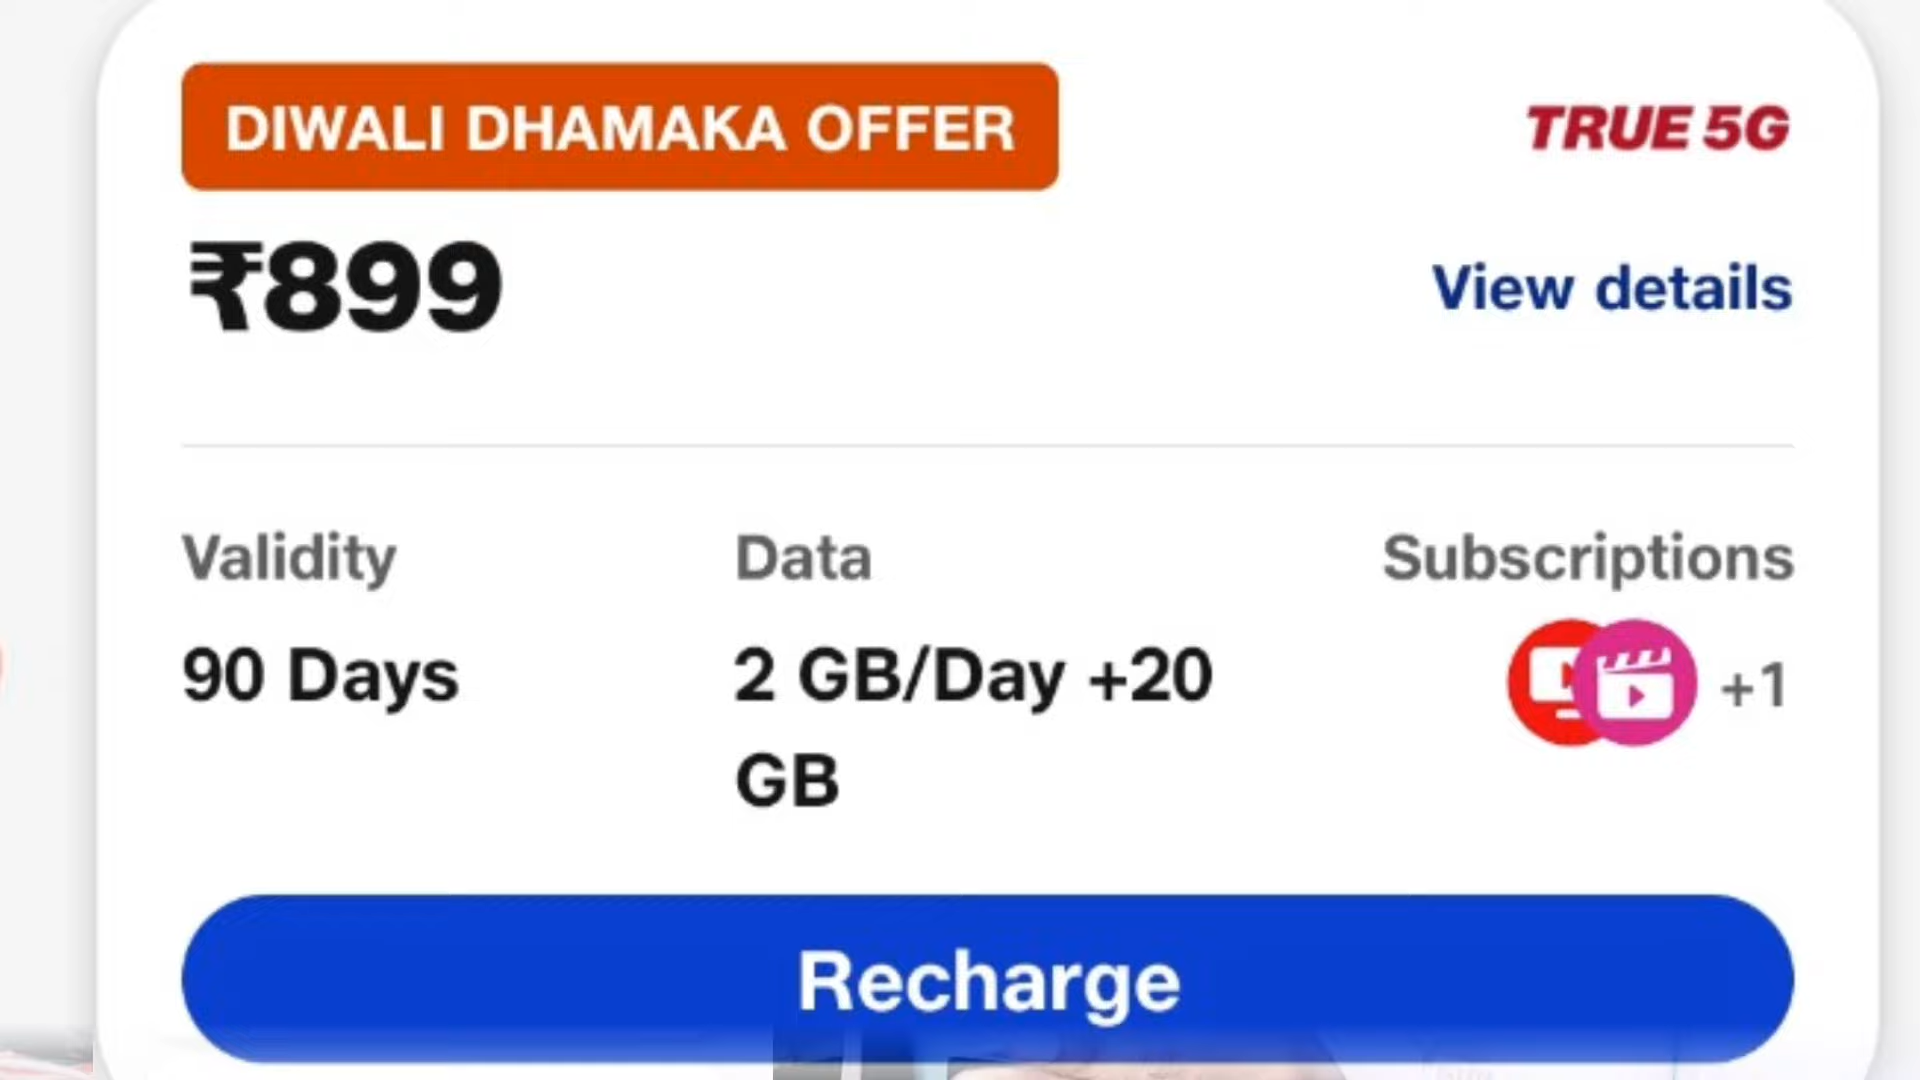 DIWALI DHAMAKA OFFER
TRUE 5G
₹899
View details
Validity
Data
Subscriptions
90 Days
2 GB/Day +20
GB
+1
Recharge